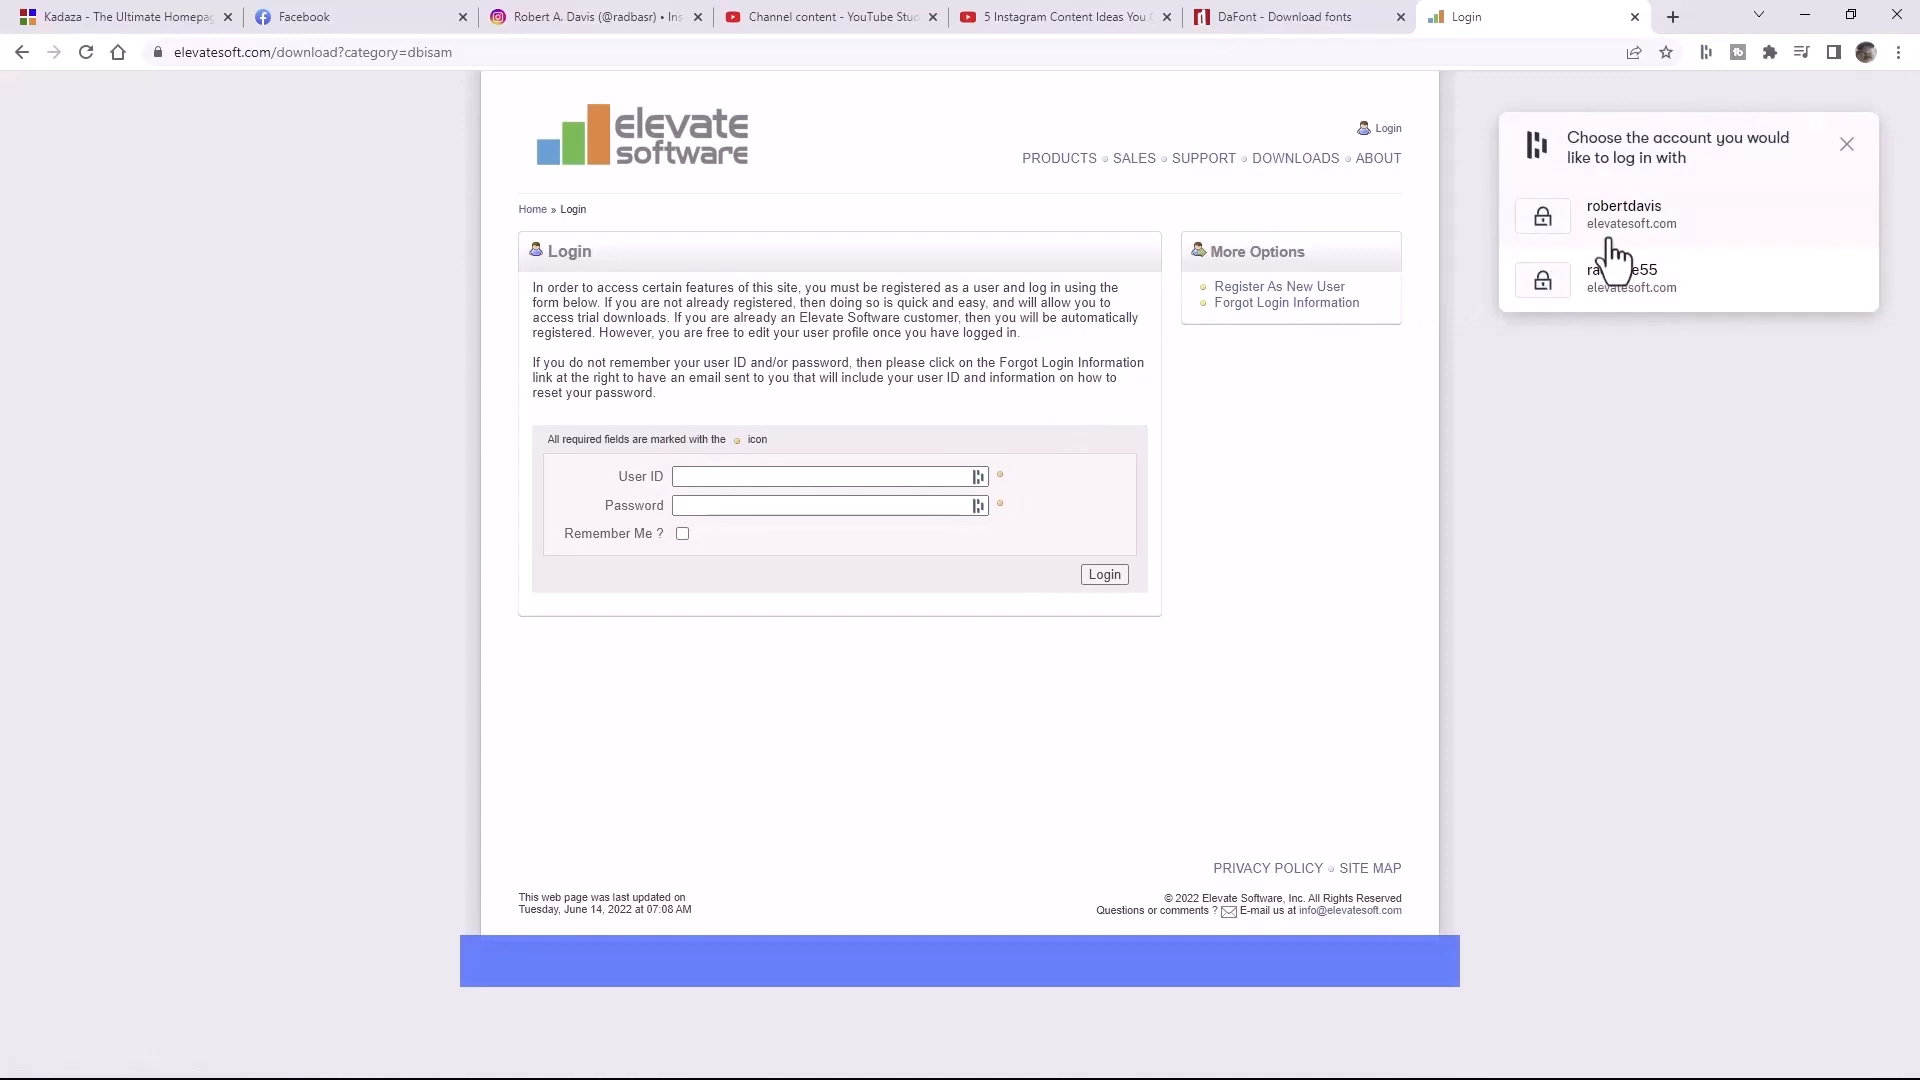 Kadaza - The Ultimate Homepag
Facebook
Robert A. Davis (@radbasr) • Ins
Channel content - YouTube Stud
5 Instagram Content Ideas You C
DaFont - Download fonts
Login
elevatesoft.com/download?category=dbisam
elevate
software
Login
PRODUCTS SALES SUPPORT DOWNLOADS ABOUT
Choose the account you would
like to log in with
robertdavis
elevatesoft.com
elevatesoft.com
Home » Login
Login
In order to access certain features of this site, you must be registered as a user and log in using the
form below. If you are not already registered, then doing so is quick and easy, and will allow you to
access trial downloads. If you are already an Elevate Software customer, then you will be automatically
registered. However, you are free to edit your user profile once you have logged in.
If you do not remember your user ID and/or password, then please click on the Forgot Login Information
link at the right to have an email sent to you that will include your user ID and information on how to
reset your password.
More Options
Register As New User
Forgot Login Information
All required fields are marked with the icon
User ID
Password
Remember Me ?
Login
PRIVACY POLICY SITE MAP
This web page was last updated on
Tuesday, June 14, 2022 at 07:08 AM
© 2022 Elevate Software, Inc. All Rights Reserved
Questions or comments ? E-mail us at info@elevatesoft.com